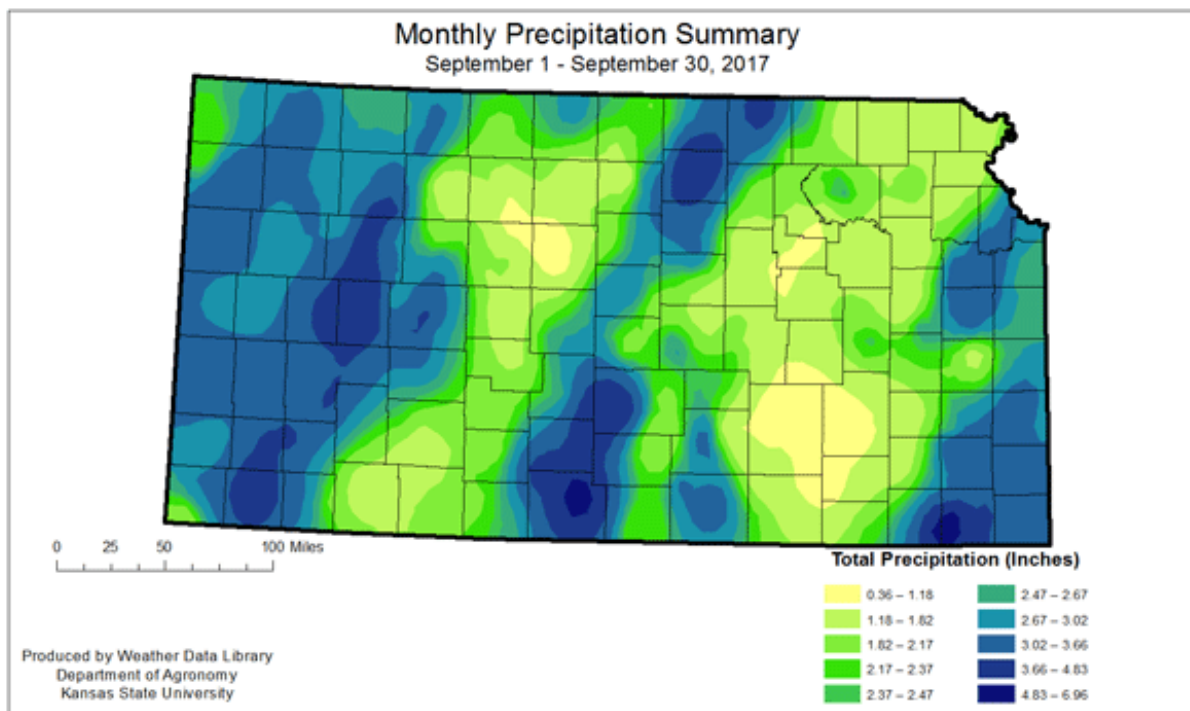 Monthly Precipitation Summary
September 1 - September 30, 2017
0 25 50 100 Miles
Total Precipitation (Inches)
0.36 – 1.18
1.18 – 1.82
1.82 – 2.17
2.17 – 2.37
2.37 – 2.47
2.47 – 2.67
2.67 – 3.02
3.02 – 3.66
3.66 – 4.83
4.83 – 6.96
Produced by Weather Data Library
Department of Agronomy
Kansas State University